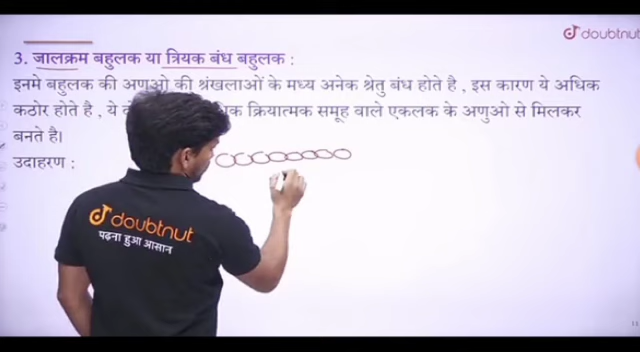 doubtnut
3. जालक्रम बहुलक या त्रियक बंध बहुलक :
इनमे बहुलक की अणुओ की श्रंखलाओं के मध्य अनेक श्रेतु बंध होते है , इस कारण ये अधिक
कठोर होते है , ये क्रियात्मक समूह वाले एकलक के अणुओ से मिलकर
बनते है।
उदाहरण :
doubtnut
पढ़ना हुआ आसान
11